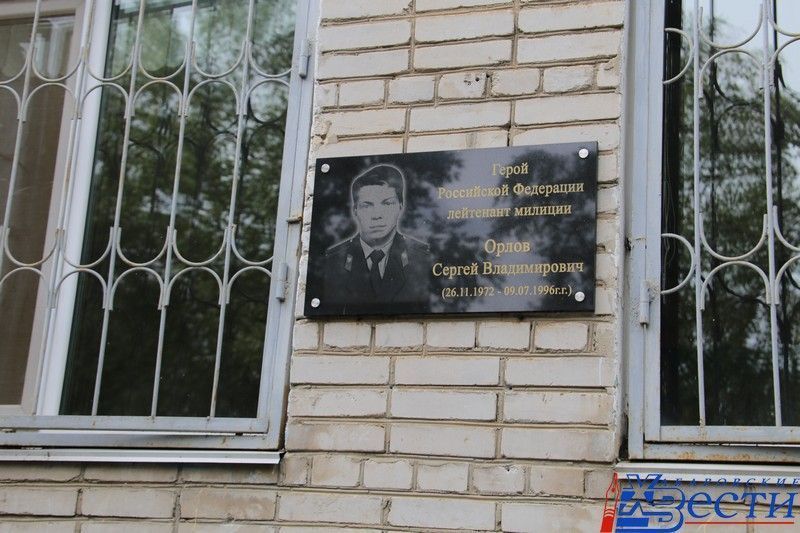 Герой
Российской Федерации
лейтенант милиции
Орлов
Сергей Владимирович
(26.11.1972 - 09.07.1996г.г.)
ХАБАРОВСКИЕ
ВЕСТИ